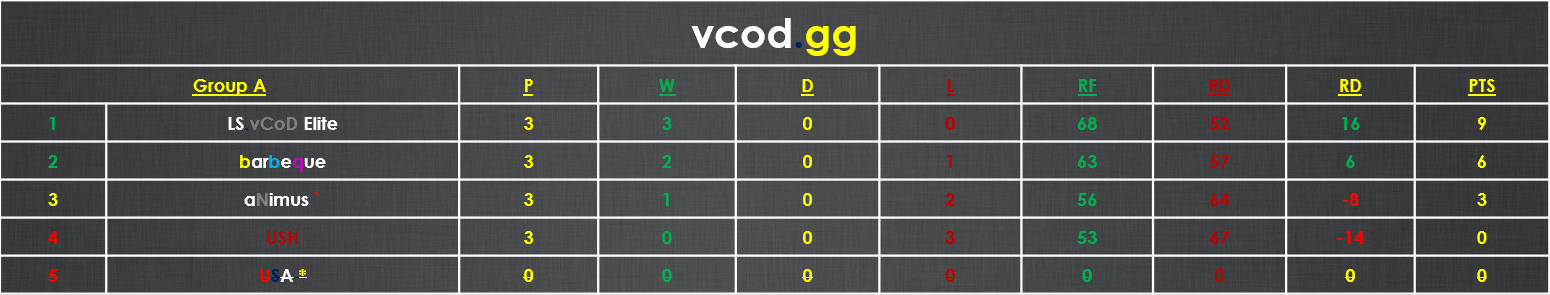 vcod.gg
Group A P W D L RF RD RD PTS
1 LS.vCoD Elite 3 3 0 0 68 52 16 9
2 barbeque 3 2 0 1 63 57 6 6
3 aNimus ` 3 1 0 2 56 64 -8 3
4 USH 3 0 0 3 53 67 -14 0
5 USA * 0 0 0 0 0 0 0 0